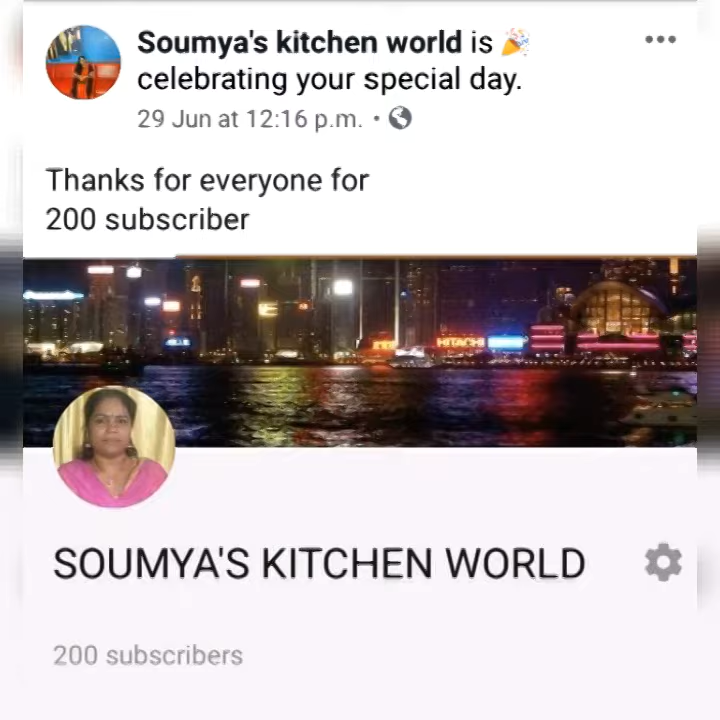 Soumya's kitchen world is 🎉
celebrating your special day.
29 Jun at 12:16 p.m. •
Thanks for everyone for
200 subscriber
HITACHI
SOUMYA'S KITCHEN WORLD
200 subscribers